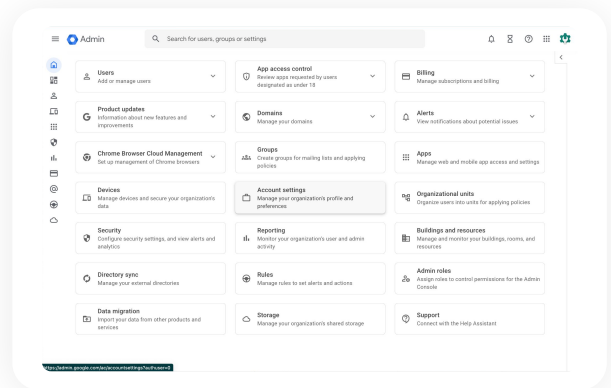 Admin
Search for users, groups or settings
Users
Add or manage users
App access control
Review apps requested by users
designated as under 18
Billing
Manage subscriptions and billing
Product updates
Information about new features and
improvements
Domains
Manage your domains
Alerts
View notifications about potential issues
Chrome Browser Cloud Management
Set up management of Chrome browsers
Groups
Create groups for mailing lists and applying
policies
Apps
Manage web and mobile app access and settings
Devices
Manage devices and secure your organization's
data
Account settings
Manage your organization's profile and
preferences
Organizational units
Organize users into units for applying policies
Security
Configure security settings, and view alerts and
analytics
Reporting
Monitor your organization's user and admin
activity
Buildings and resources
Manage and monitor your buildings, rooms, and
resources
Directory sync
Manage your external directories
Rules
Manage rules to set alerts and actions
Admin roles
Assign roles to control permissions for the Admin
Console
Data migration
Import your data from other products and
services
Storage
Manage your organization's shared storage
Support
Connect with the Help Assistant
https://admin.google.com/ac/accountsettings?authuser=0